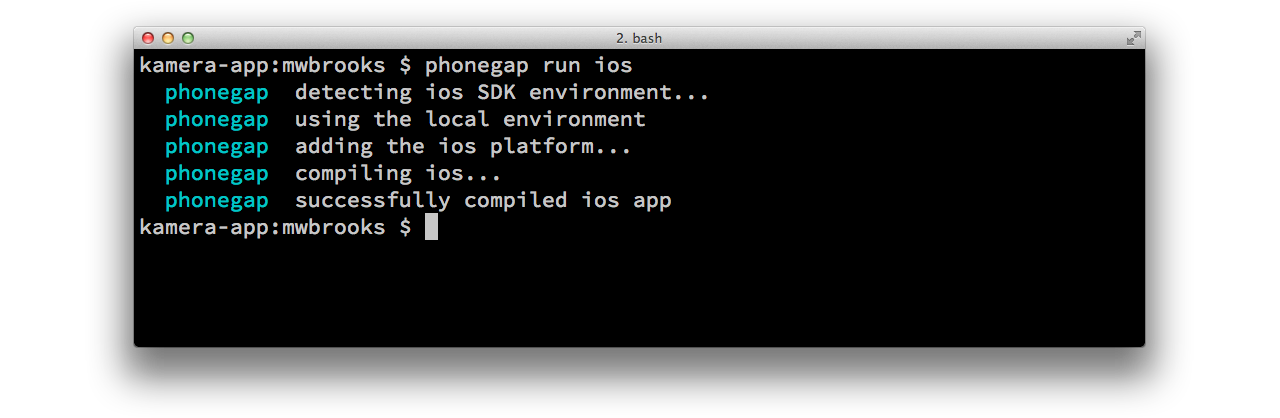 2. bash
kamera-app:mwbrooks $ phonegap run ios
phonegap detecting ios SDK environment...
phonegap using the local environment
phonegap adding the ios platform...
phonegap compiling ios...
phonegap successfully compiled ios app
kamera-app:mwbrooks $